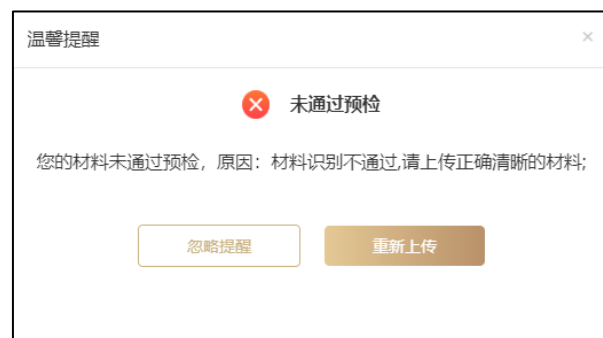 温馨提醒
未通过预检
您的材料未通过预检，原因：材料识别不通过,请上传正确清晰的材料;
忽略提醒
重新上传